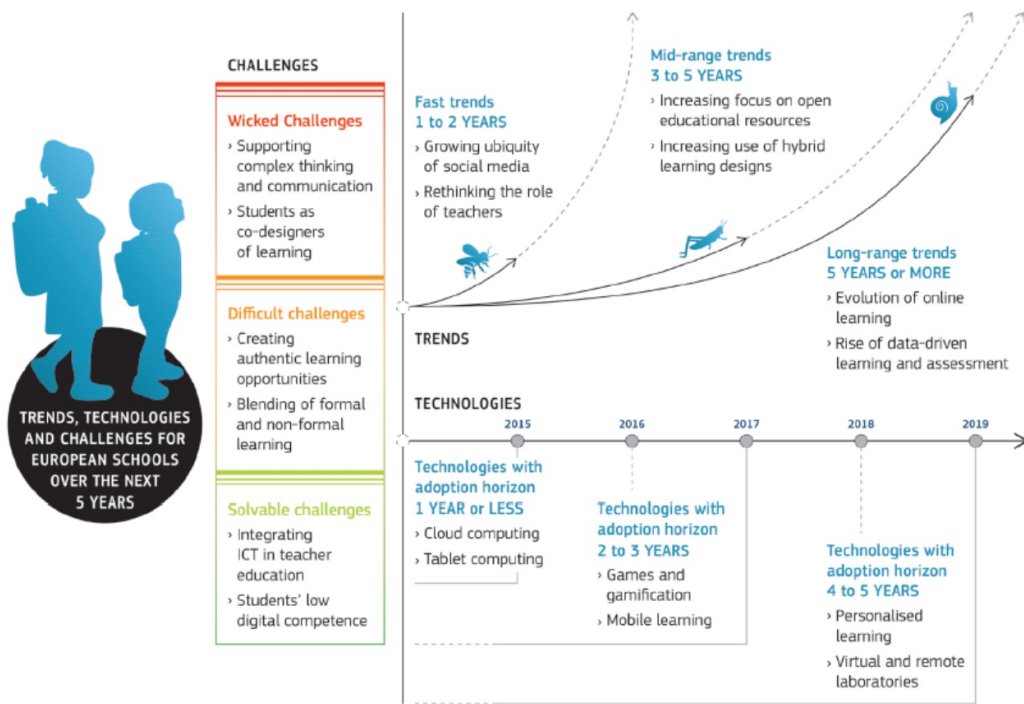 TRENDS, TECHNOLOGIES
AND CHALLENGES FOR
EUROPEAN SCHOOLS
OVER THE NEXT
5 YEARS
CHALLENGES
Wicked Challenges
› Supporting
complex thinking
and communication
› Students as
co-designers
of learning
Difficult challenges
› Creating
authentic learning
opportunities
› Blending of formal
and non-formal
learning
Solvable challenges
› Integrating
ICT in teacher
education
› Students' low
digital competence
Fast trends
1 to 2 YEARS
› Growing ubiquity
of social media
› Rethinking the role
of teachers
Mid-range trends
3 to 5 YEARS
› Increasing focus on open
educational resources
› Increasing use of hybrid
learning designs
Long-range trends
5 YEARS or MORE
› Evolution of online
learning
› Rise of data-driven
learning and assessment
TRENDS
TECHNOLOGIES
2015 2016 2017 2018 2019
Technologies with
adoption horizon
1 YEAR or LESS
› Cloud computing
› Tablet computing
Technologies with
adoption horizon
2 to 3 YEARS
› Games and
gamification
› Mobile learning
Technologies with
adoption horizon
4 to 5 YEARS
› Personalised
learning
› Virtual and remote
laboratories